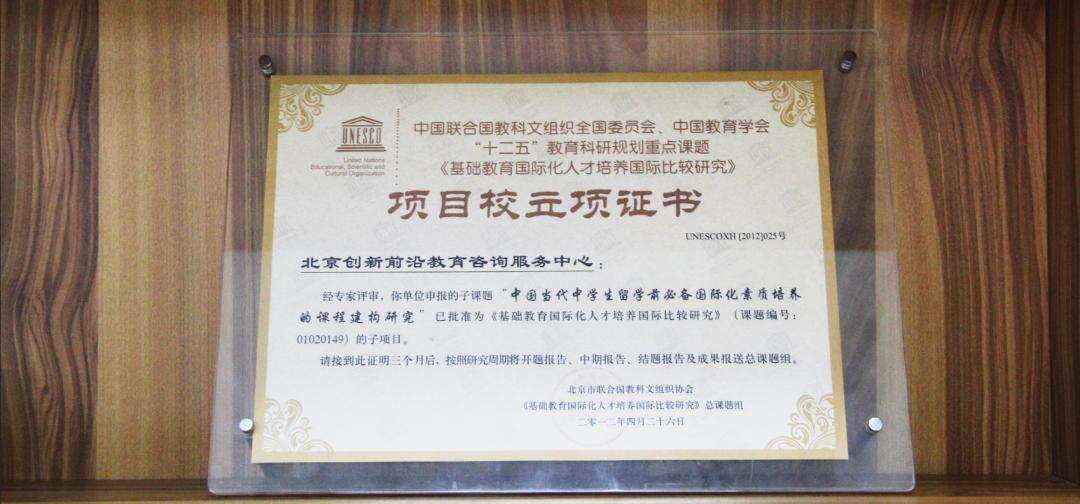 UNESCO
United Nations
Educational, Scientific and
Cultural Organization
中国联合国教科文组织全国委员会、中国教育学会
“十二五”教育科研规划重点课题
《基础教育国际化人才培养国际比较研究》
项目校立项证书
UNESCOXH [2012]025号
北京创新前沿教育咨询服务中心：
经专家评审，你单位申报的子课题“中国当代中学生留学前必备国际化素质培养
的课程建构研究”已批准为《基础教育国际化人才培养国际比较研究》（课题编号：
01020149）的子项目。
请接到此证明三个月后，按照研究周期将开题报告、中期报告、结题报告及成果报送总课题组。
北京市联合国教科文组织协会
《基础教育国际化人才培养国际比较研究》总课题组
二零一二年四月二十六日